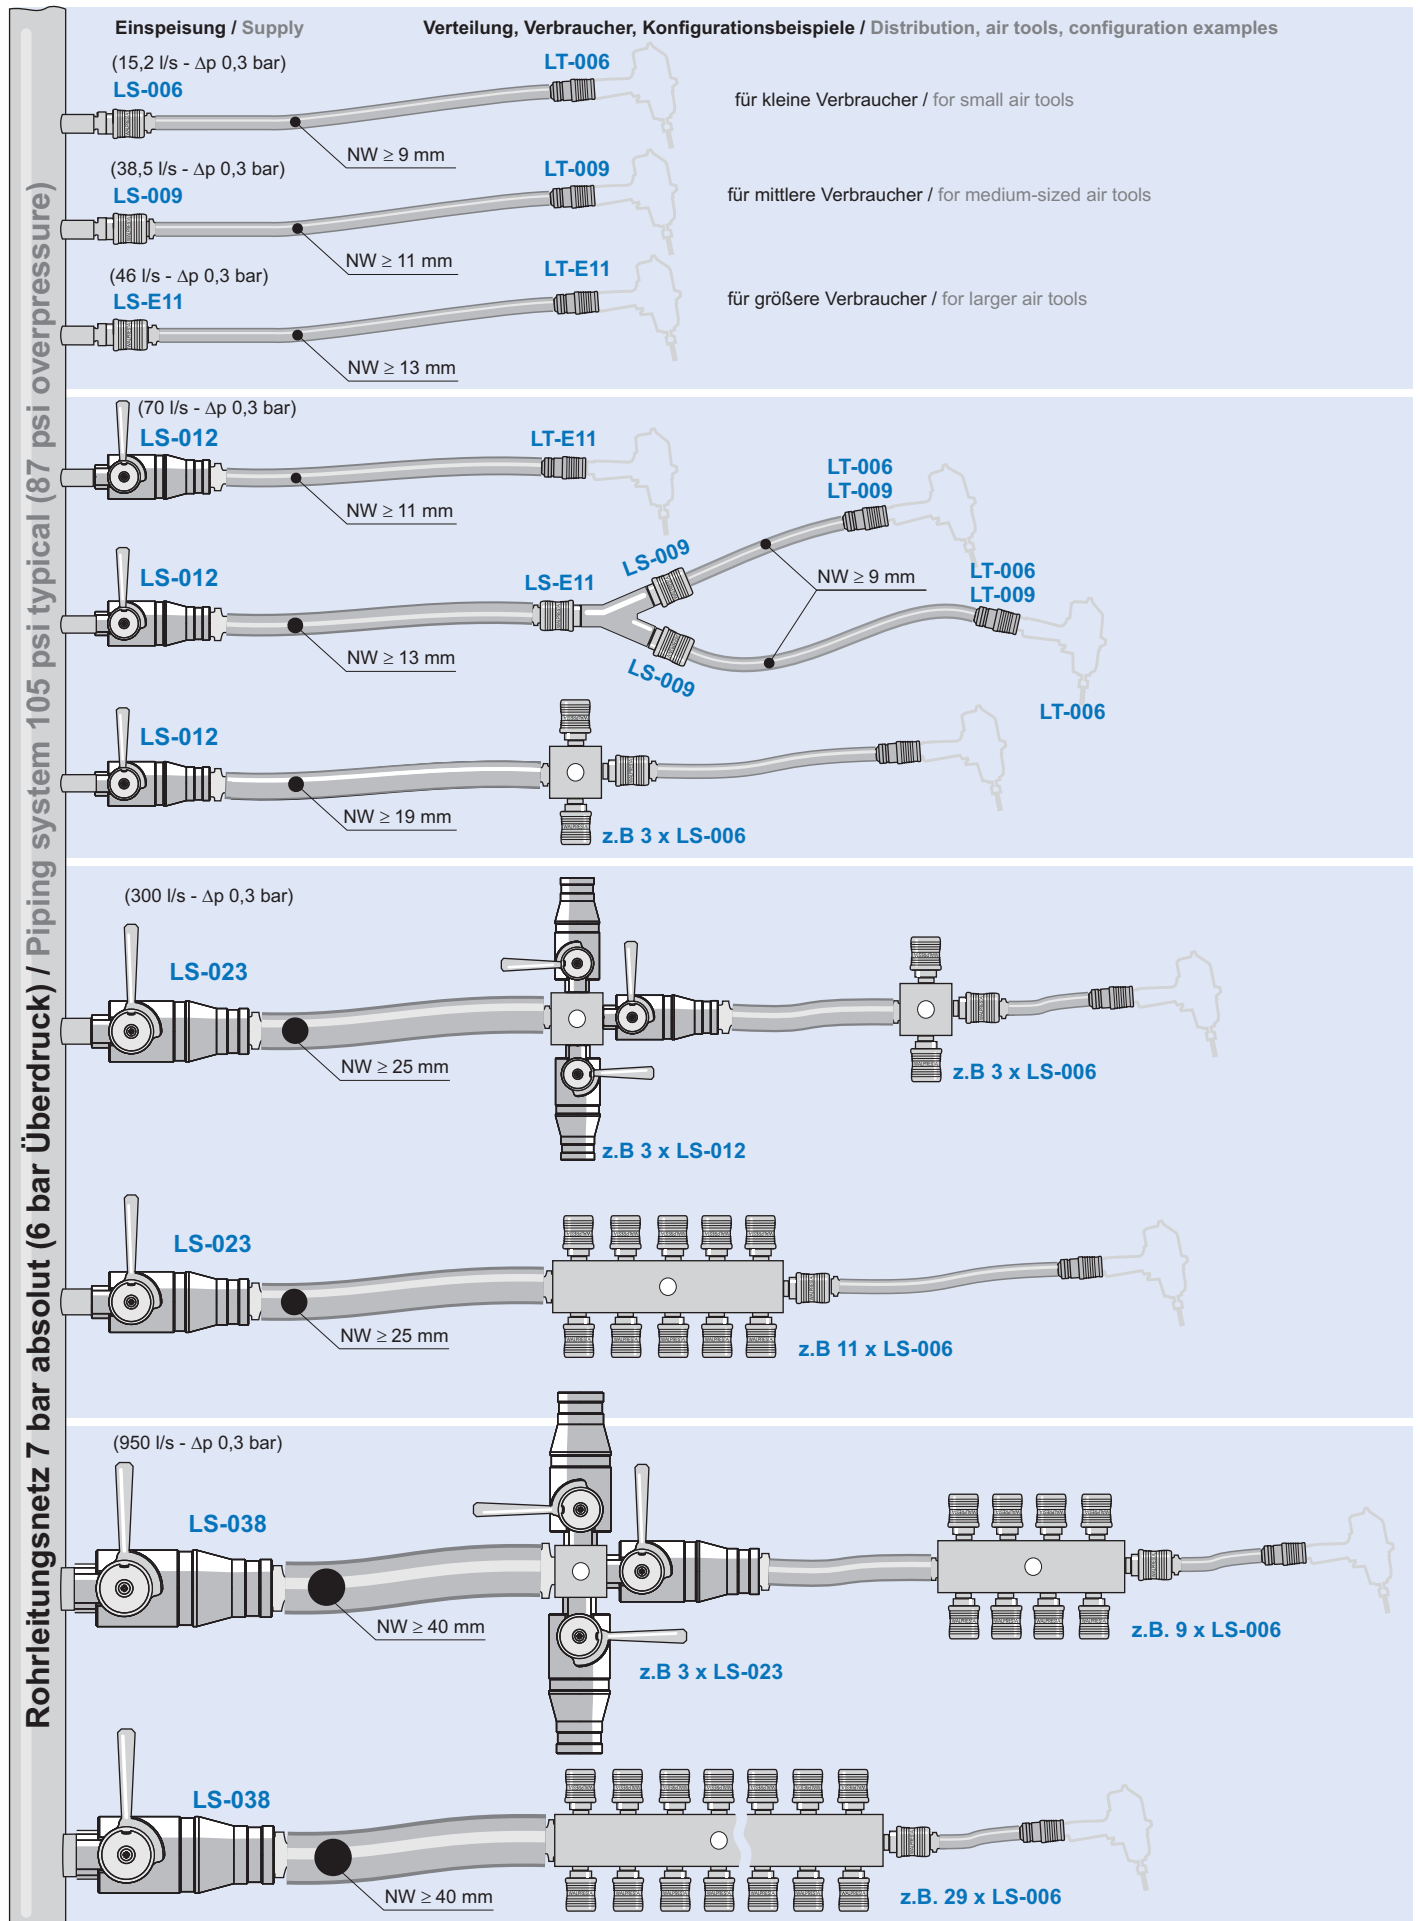 Rohrleitungsnetz 7 bar absolut (6 bar Überdruck) / Piping system 105 psi typical (87 psi overpressure)
Einspeisung / Supply
Verteilung, Verbraucher, Konfigurationsbeispiele / Distribution, air tools, configuration examples
(15,2 l/s - Δp 0,3 bar)
LS-006
LT-006
für kleine Verbraucher / for small air tools
NW ≥ 9 mm
(38,5 l/s - Δp 0,3 bar)
LS-009
LT-009
für mittlere Verbraucher / for medium-sized air tools
NW ≥ 11 mm
(46 l/s - Δp 0,3 bar)
LS-E11
LT-E11
für größere Verbraucher / for larger air tools
NW ≥ 13 mm
(70 l/s - Δp 0,3 bar)
LS-012
LT-E11
NW ≥ 11 mm
LT-006
LT-009
LS-012
LS-E11
LS-009
NW ≥ 9 mm
LT-006
LT-009
NW ≥ 13 mm
LS-009
LT-006
LS-012
NW ≥ 19 mm
z.B 3 x LS-006
(300 l/s - Δp 0,3 bar)
LS-023
NW ≥ 25 mm
z.B 3 x LS-006
z.B 3 x LS-012
LS-023
NW ≥ 25 mm
z.B 11 x LS-006
(950 l/s - Δp 0,3 bar)
LS-038
NW ≥ 40 mm
z.B. 9 x LS-006
z.B 3 x LS-023
LS-038
NW ≥ 40 mm
z.B. 29 x LS-006